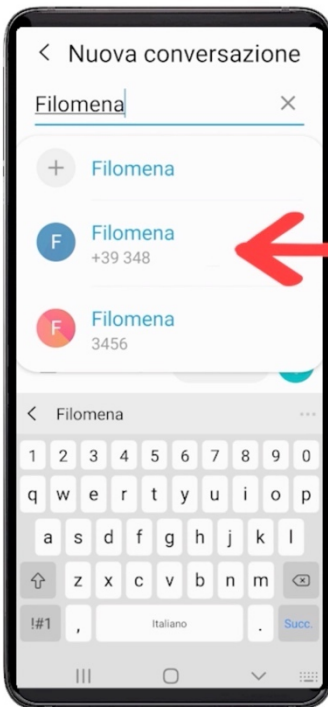 Nuova conversazione
Filomena
Filomena
F
Filomena
+39 348
F
Filomena
3456
Filomena
1 2 3 4 5 6 7 8 9 0
q w e r t y u i o p
a s d f g h j k l
z x c v b n m
!#1 , Italiano . Succ.